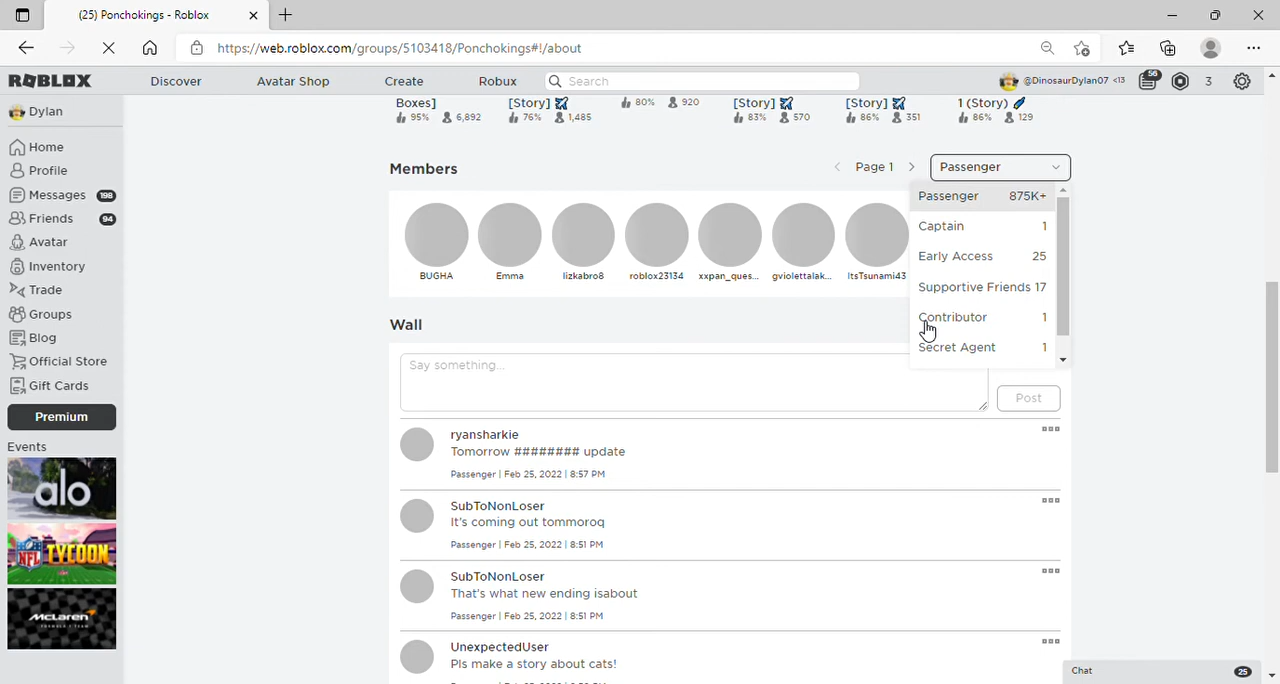 (25) Ponchokings - Roblox
https://web.roblox.com/groups/5103418/Ponchokings#!/about
ROBLOX Discover Avatar Shop Create Robux Search @DinosaurDylan07 <13 56 3
Dylan
Home
Profile
Messages 198
Friends 94
Avatar
Inventory
Trade
Groups
Blog
Official Store
Gift Cards
Premium
Events
alo
NFL TYCOON
McLaren
FORMULA 1 TEAM
Boxes] [Story] [Story] [Story] 1 (Story)
95% 6,892 76% 1,485 80% 920 83% 570 86% 351 86% 129
Members Page 1 Passenger
Passenger 875K+
Captain 1
Early Access 25
Supportive Friends 17
Contributor 1
Secret Agent 1
BUGHA Emma lizkabro8 roblox23134 xxpan_ques... gviolettalak... ItsTsunami43
Wall
Say something...
Post
ryansharkie
Tomorrow ######## update
Passenger | Feb 25, 2022 | 8:57 PM
SubToNonLoser
It's coming out tommoroq
Passenger | Feb 25, 2022 | 8:51 PM
SubToNonLoser
That's what new ending isabout
Passenger | Feb 25, 2022 | 8:51 PM
UnexpectedUser
Pls make a story about cats!
Chat 25